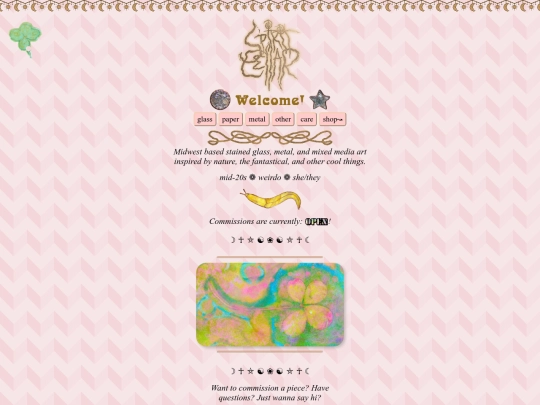 Welcome!
glass paper metal other care shop↝
Midwest based stained glass, metal, and mixed media art
inspired by nature, the fantastical, and other cool things.
mid-20s ❁ weirdo ❁ she/they
Commissions are currently: OPEN!
☽ ♱ ⛤ ☯ ❀ ☯ ⛤ ♱ ☾
☽ ♱ ⛤ ☯ ❀ ☯ ⛤ ♱ ☾
Want to commission a piece? Have
questions? Just wanna say hi?